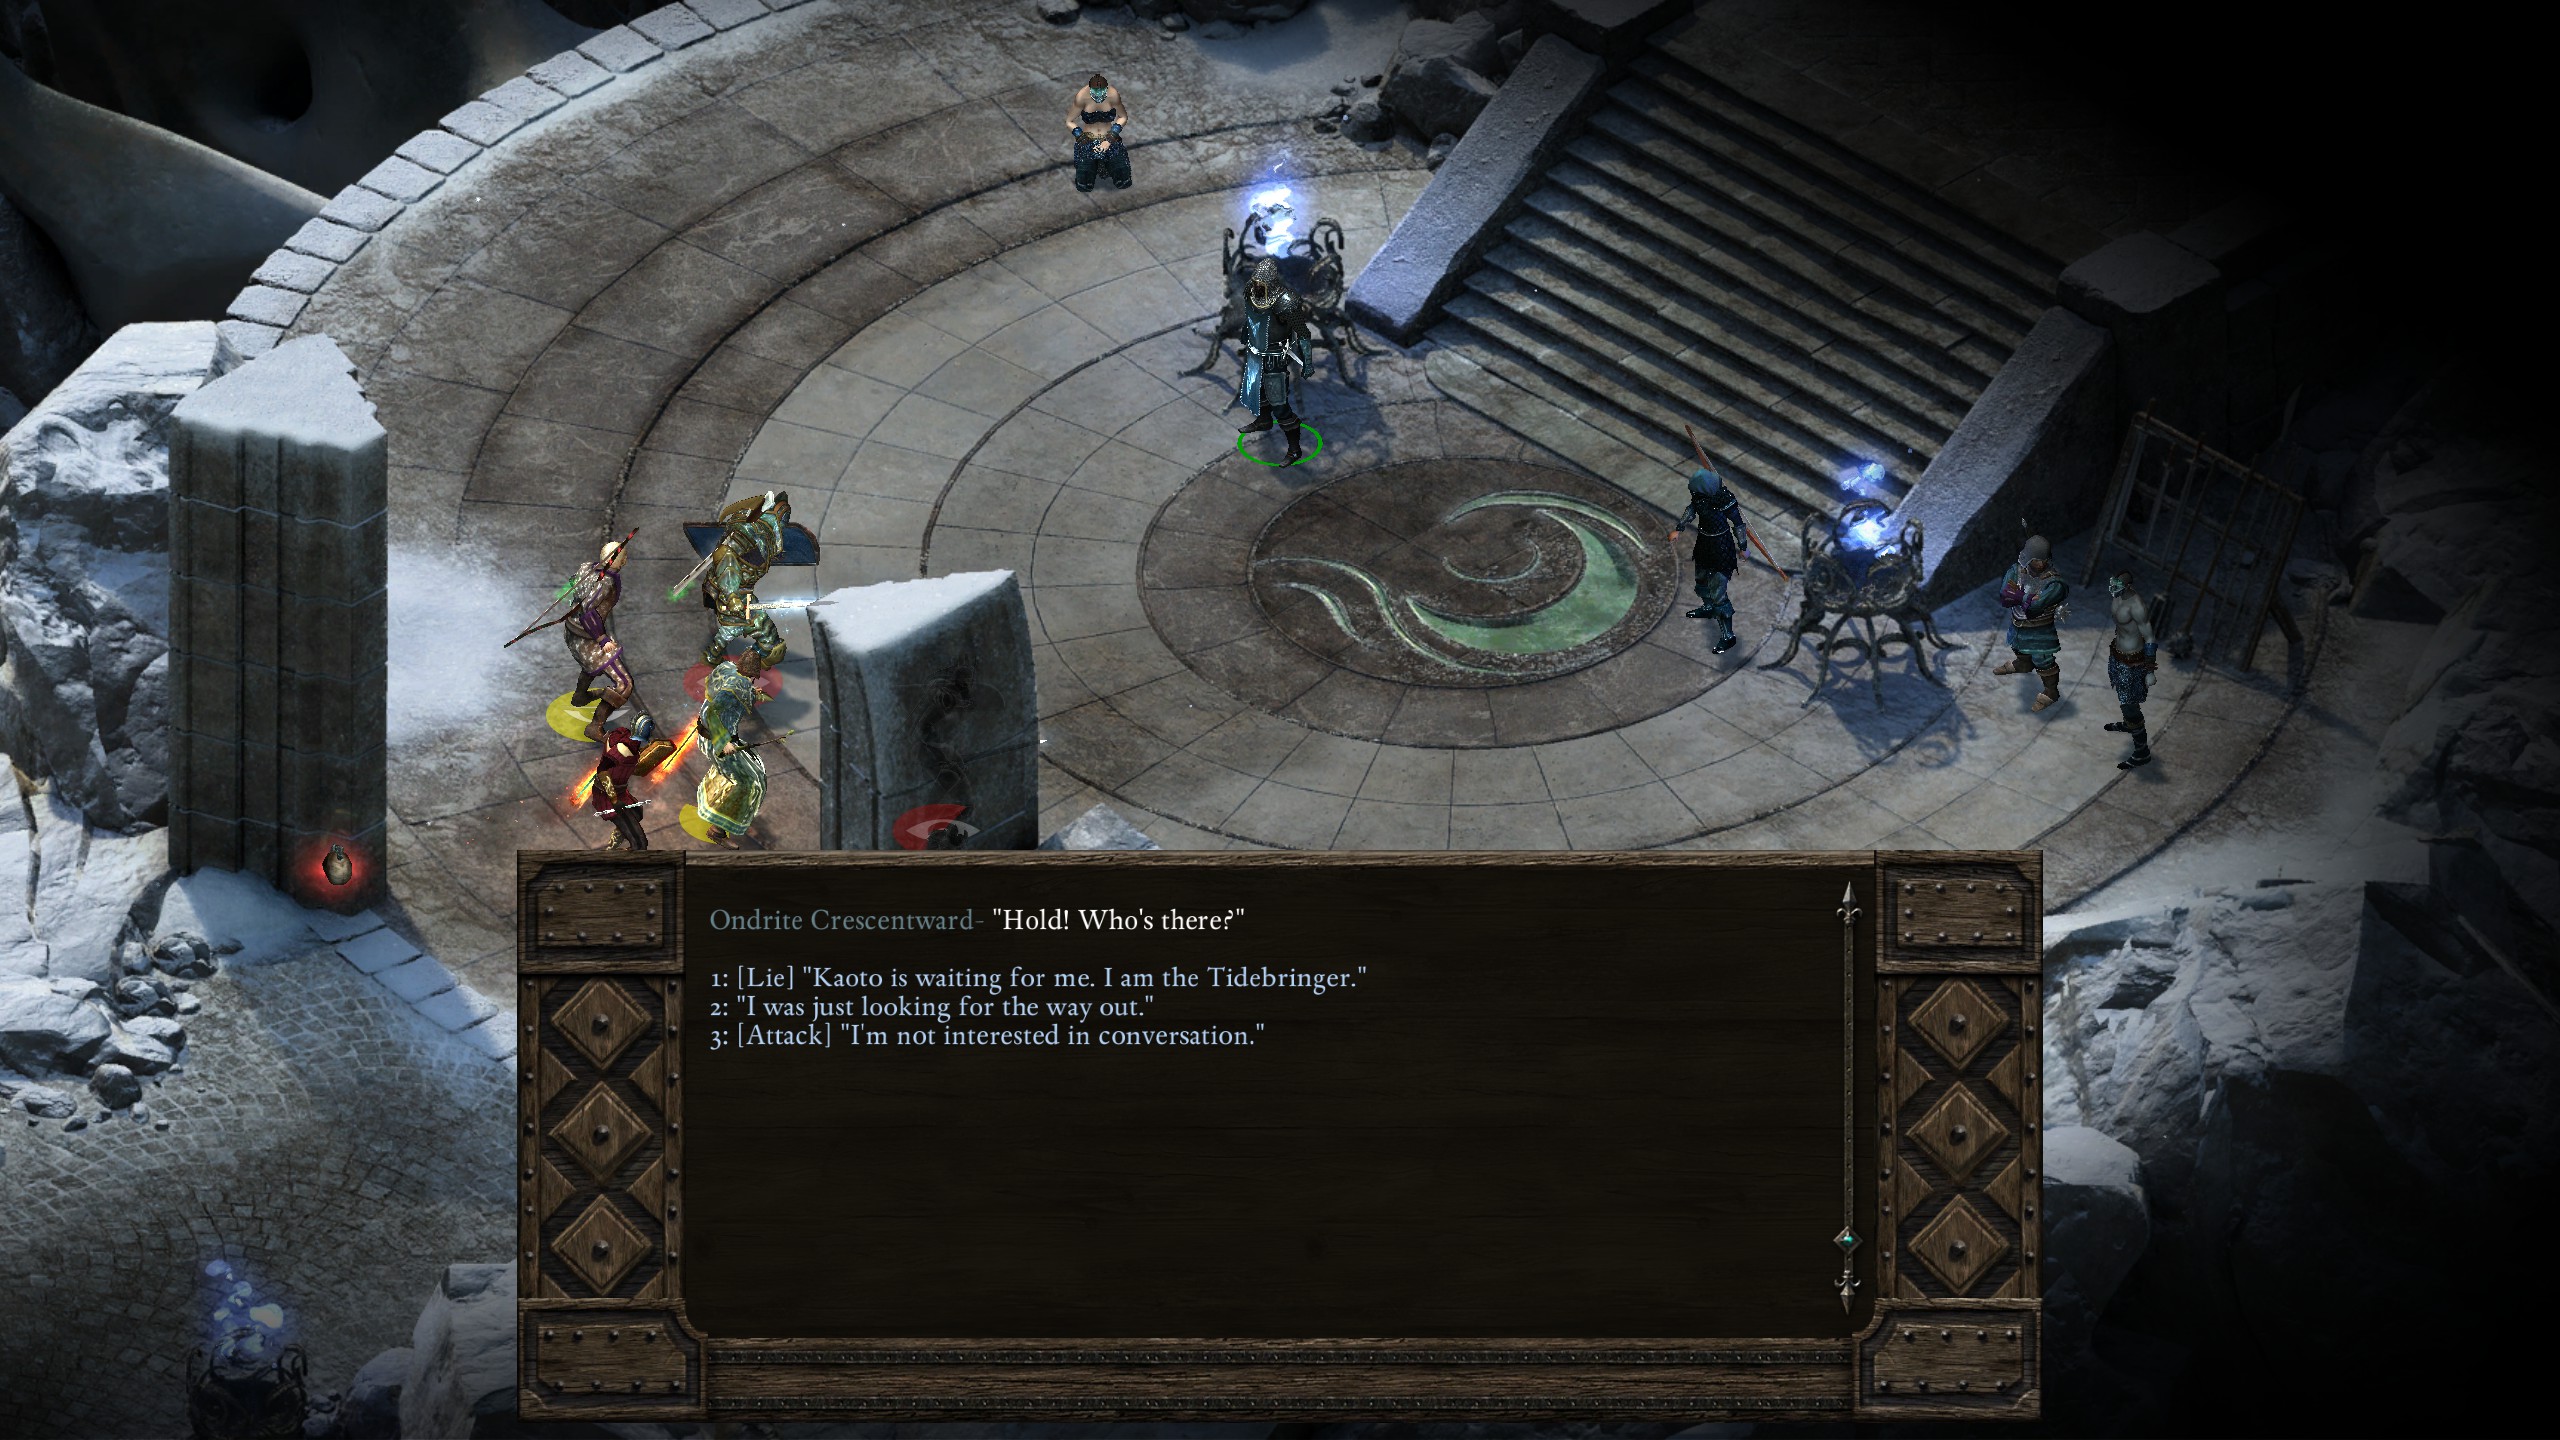 Ondrite Crescentward- "Hold! Who's there?"
1: [Lie] "Kaoto is waiting for me. I am the Tidebringer."
2: "I was just looking for the way out."
3: [Attack] "I'm not interested in conversation."